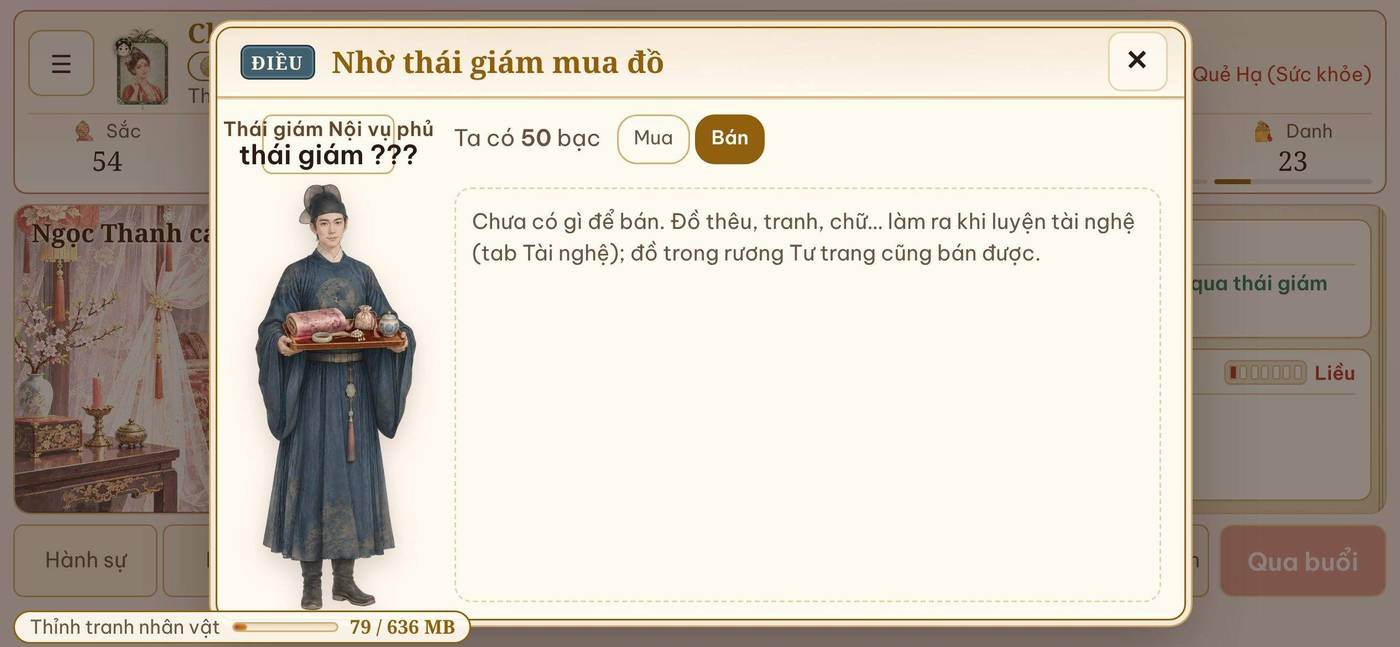 ☰
Th
Sắc
54
Quẻ Hạ (Sức khỏe)
Danh
23
ĐIỀU
Nhờ thái giám mua đồ
✕
Thái giám Nội vụ phủ
thái giám ???
Ta có 50 bạc
Mua
Bán
Chưa có gì để bán. Đồ thêu, tranh, chữ... làm ra khi luyện tài nghệ
(tab Tài nghệ); đồ trong rương Tư trang cũng bán được.
Ngọc Thanh
qua thái giám
Liều
Hành sự
Qua buổi
Thỉnh tranh nhân vật
79 / 636 MB